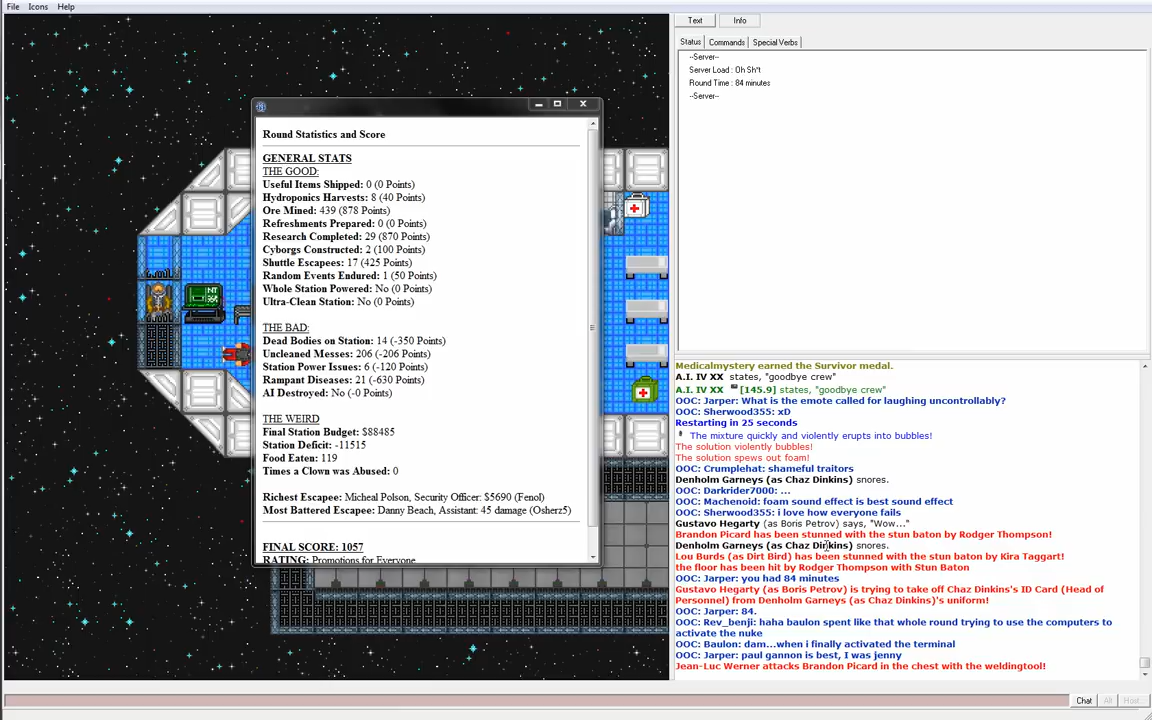 File Icons Help
Text Info
Status Commands Special Verbs
--Server--
Server Load : Oh Sh*t
Round Time : 84 minutes
--Server--
Round Statistics and Score
GENERAL STATS
THE GOOD:
Useful Items Shipped: 0 (0 Points)
Hydroponics Harvests: 8 (40 Points)
Ore Mined: 439 (878 Points)
Refreshments Prepared: 0 (0 Points)
Research Completed: 29 (870 Points)
Cyborgs Constructed: 2 (100 Points)
Shuttle Escapees: 17 (425 Points)
Random Events Endured: 1 (50 Points)
Whole Station Powered: No (0 Points)
Ultra-Clean Station: No (0 Points)
THE BAD:
Dead Bodies on Station: 14 (-350 Points)
Uncleaned Messes: 206 (-206 Points)
Station Power Issues: 6 (-120 Points)
Rampant Diseases: 21 (-630 Points)
AI Destroyed: No (-0 Points)
THE WEIRD
Final Station Budget: $88485
Station Deficit: -11515
Food Eaten: 119
Times a Clown was Abused: 0
Richest Escapee: Micheal Polson, Security Officer: $5690 (Fenol)
Most Battered Escapee: Danny Beach, Assistant: 45 damage (Osherz5)
FINAL SCORE: 1057
RATING: Promotions for Everyone
NT
Medicalmystery earned the Survivor medal.
A.I. IV XX states, "goodbye crew"
A.I. IV XX [145.9] states, "goodbye crew"
OOC: Jarper: What is the emote called for laughing uncontrollably?
OOC: Sherwood355: xD
Restarting in 25 seconds
The mixture quickly and violently erupts into bubbles!
The solution violently bubbles!
The solution spews out foam!
OOC: Crumplehat: shameful traitors
Denholm Garneys (as Chaz Dinkins) snores.
OOC: Darkrider7000: ...
OOC: Machenoid: foam sound effect is best sound effect
OOC: Sherwood355: i love how everyone fails
Gustavo Hegarty (as Boris Petrov) says, "Wow..."
Brandon Picard has been stunned with the stun baton by Rodger Thompson!
Denholm Garneys (as Chaz Dinkins) snores.
Lou Burds (as Dirt Bird) has been stunned with the stun baton by Kira Taggart!
the floor has been hit by Rodger Thompson with Stun Baton
OOC: Jarper: you had 84 minutes
Gustavo Hegarty (as Boris Petrov) is trying to take off Chaz Dinkins's ID Card (Head of
Personnel) from Denholm Garneys (as Chaz Dinkins)'s uniform!
OOC: Jarper: 84.
OOC: Rev_benji: haha baulon spent like that whole round trying to use the computers to
activate the nuke
OOC: Baulon: dam...when i finally activated the terminal
OOC: Jarper: paul gannon is best, I was jenny
Jean-Luc Werner attacks Brandon Picard in the chest with the weldingtool!
Chat Alt Host